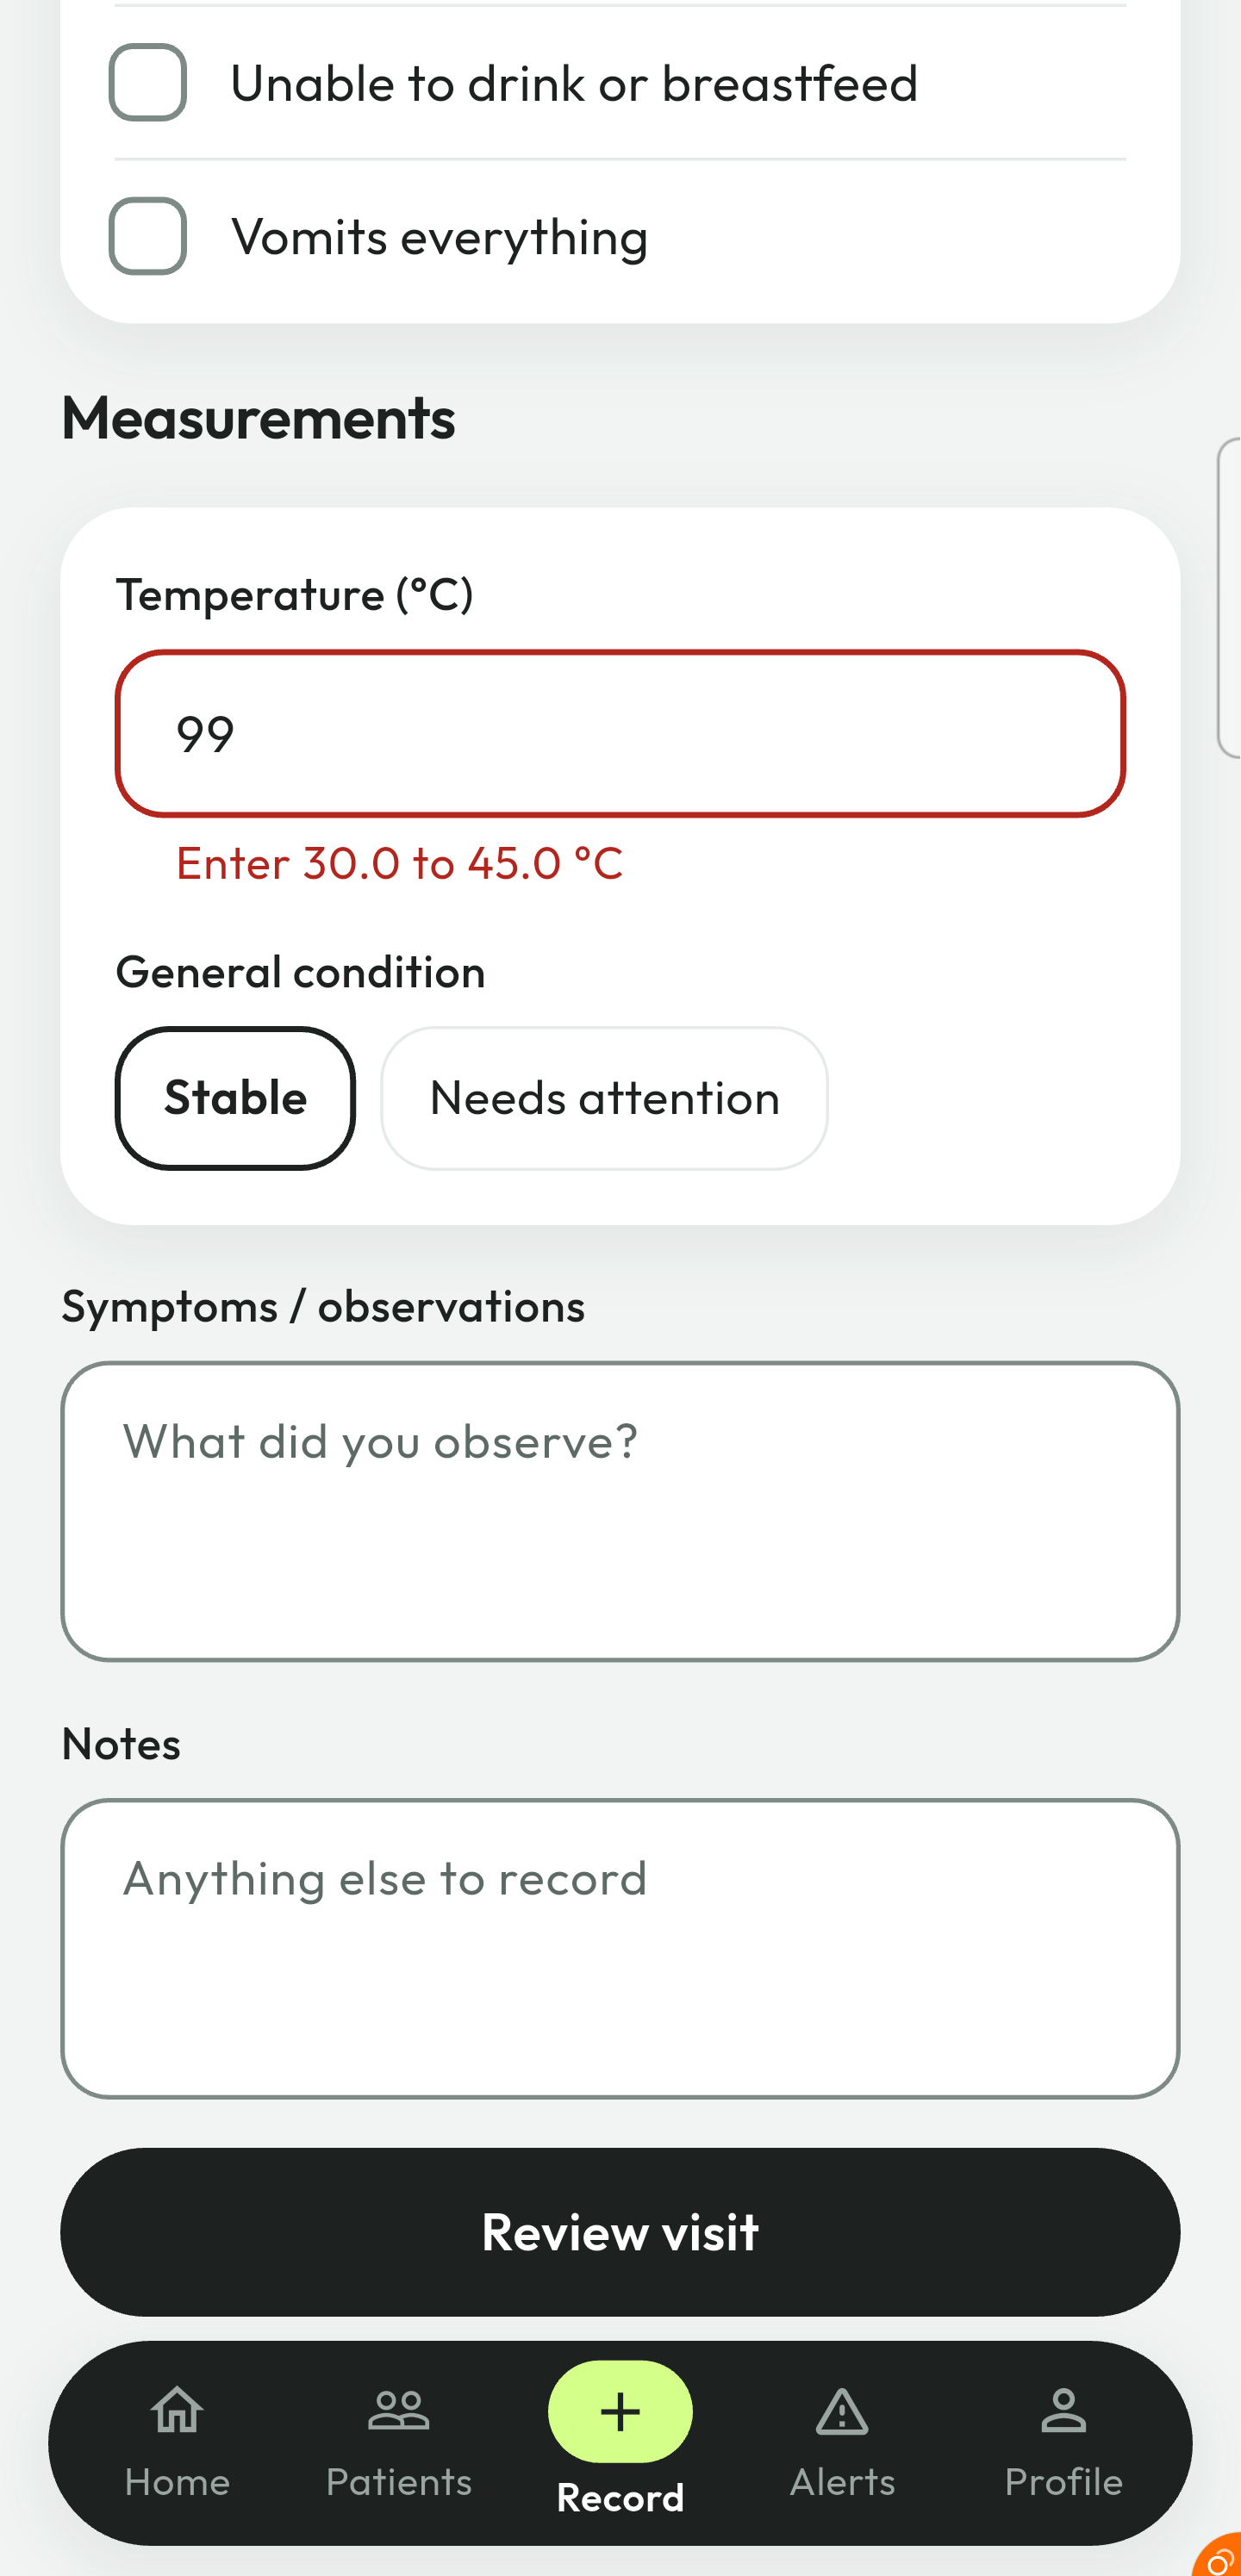 Unable to drink or breastfeed
Vomits everything
Measurements
Temperature (°C)
99
Enter 30.0 to 45.0 °C
General condition
Stable
Needs attention
Symptoms / observations
What did you observe?
Notes
Anything else to record
Review visit
Home
Patients
Record
Alerts
Profile